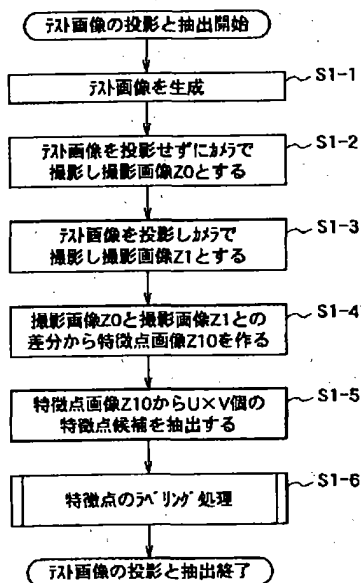 テスト画像の投影と抽出開始
S1-1
テスト画像を生成
S1-2
テスト画像を投影せずにカメラで
撮影し撮影画像Z0とする
S1-3
テスト画像を投影しカメラで
撮影し撮影画像Z1とする
S1-4
撮影画像Z0と撮影画像Z1との
差分から特徴点画像Z10を作る
S1-5
特徴点画像Z10からU×V個の
特徴点候補を抽出する
S1-6
特徴点のラベリング処理
テスト画像の投影と抽出終了